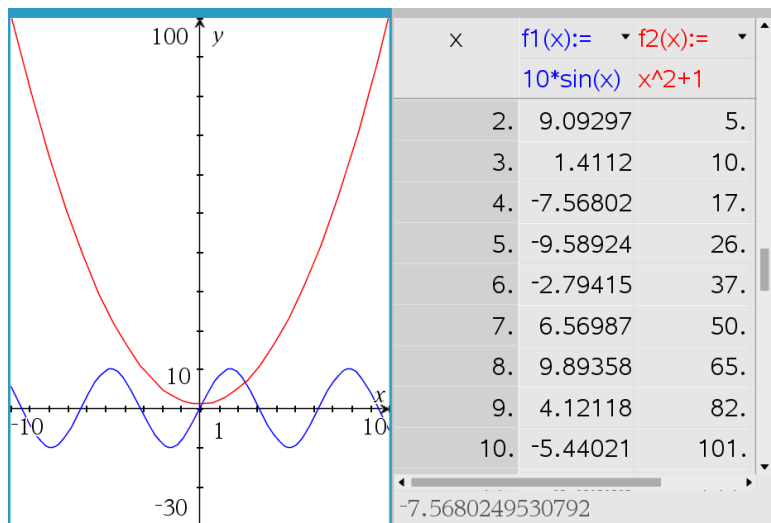 100 y
10
x
-10
1
10
-30
x f1(x):= f2(x):=
10*sin(x) x^2+1
2. 9.09297 5.
3. 1.4112 10.
4. -7.56802 17.
5. -9.58924 26.
6. -2.79415 37.
7. 6.56987 50.
8. 9.89358 65.
9. 4.12118 82.
10. -5.44021 101.
-7.5680249530792